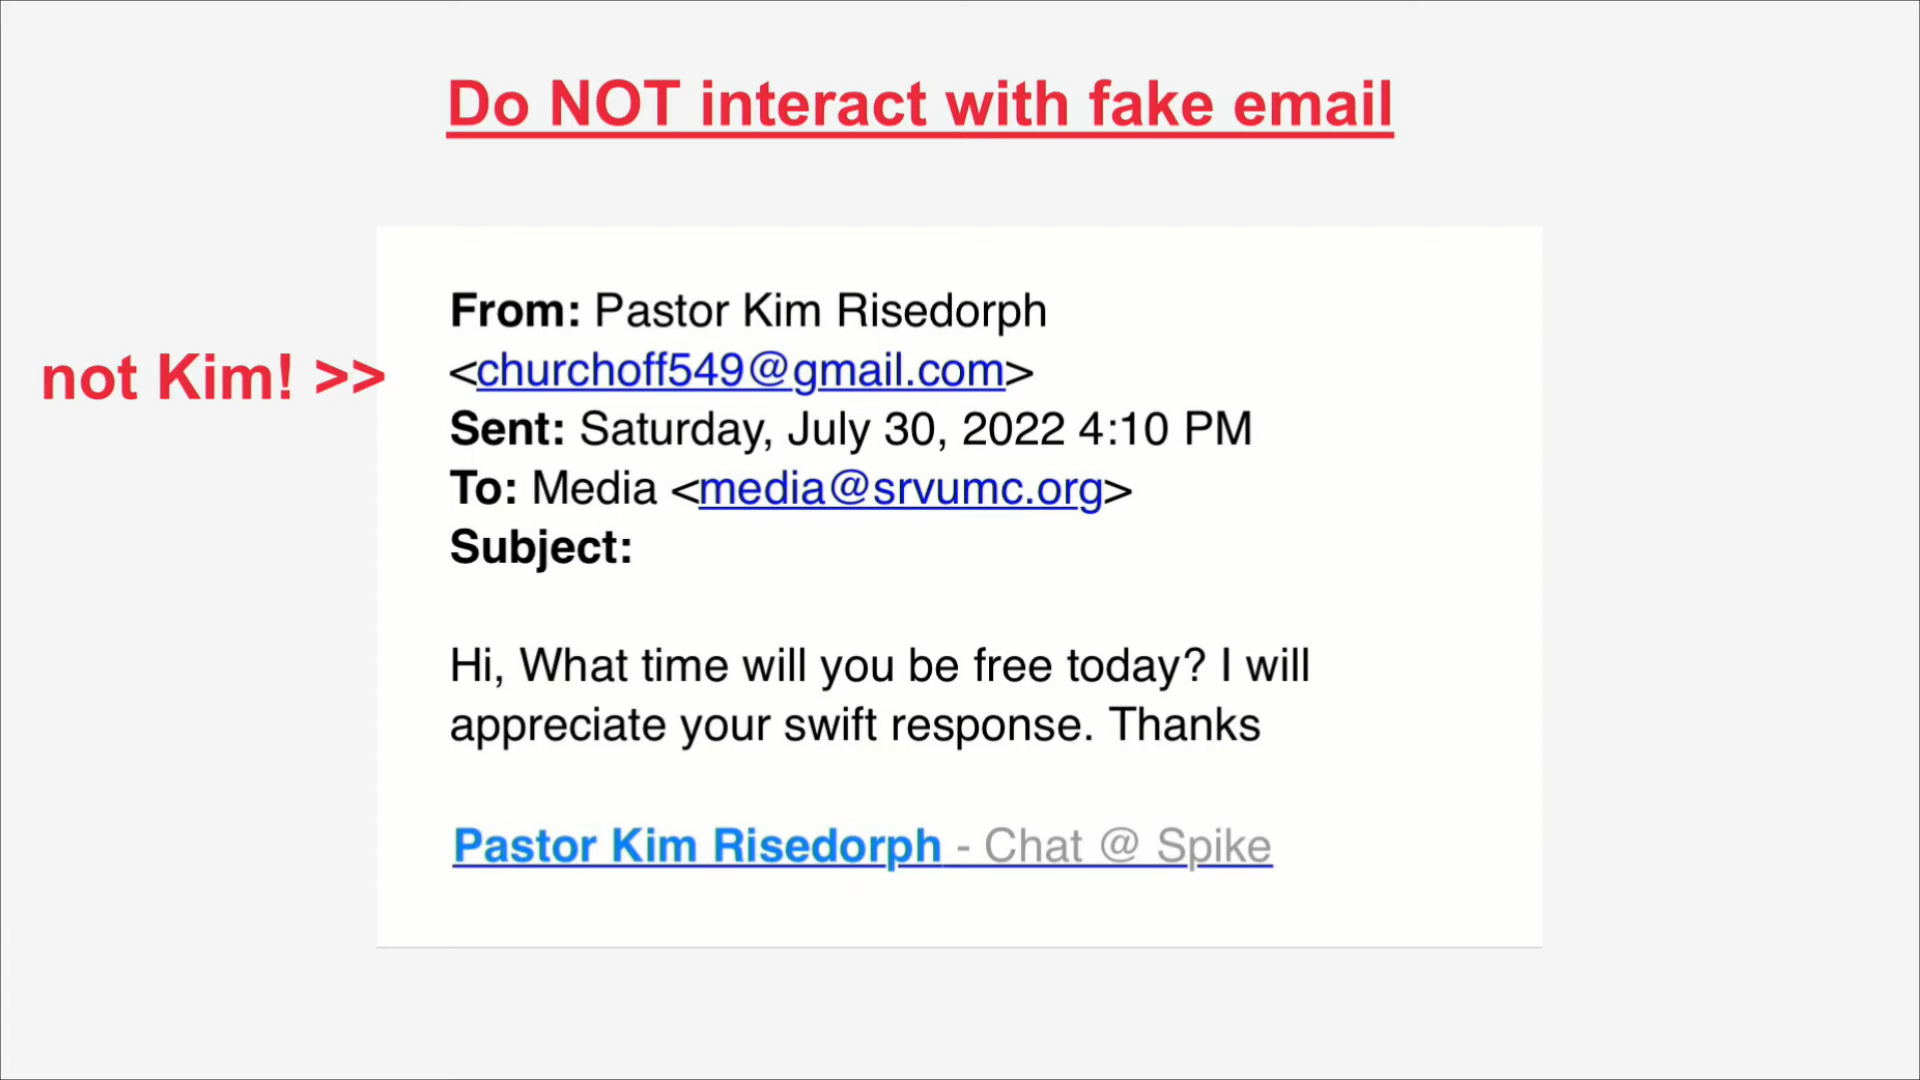 Do NOT interact with fake email
From: Pastor Kim Risedorph
not Kim! >> <churchoff549@gmail.com>
Sent: Saturday, July 30, 2022 4:10 PM
To: Media <media@srvumc.org>
Subject:
Hi, What time will you be free today? I will
appreciate your swift response. Thanks
Pastor Kim Risedorph - Chat @ Spike